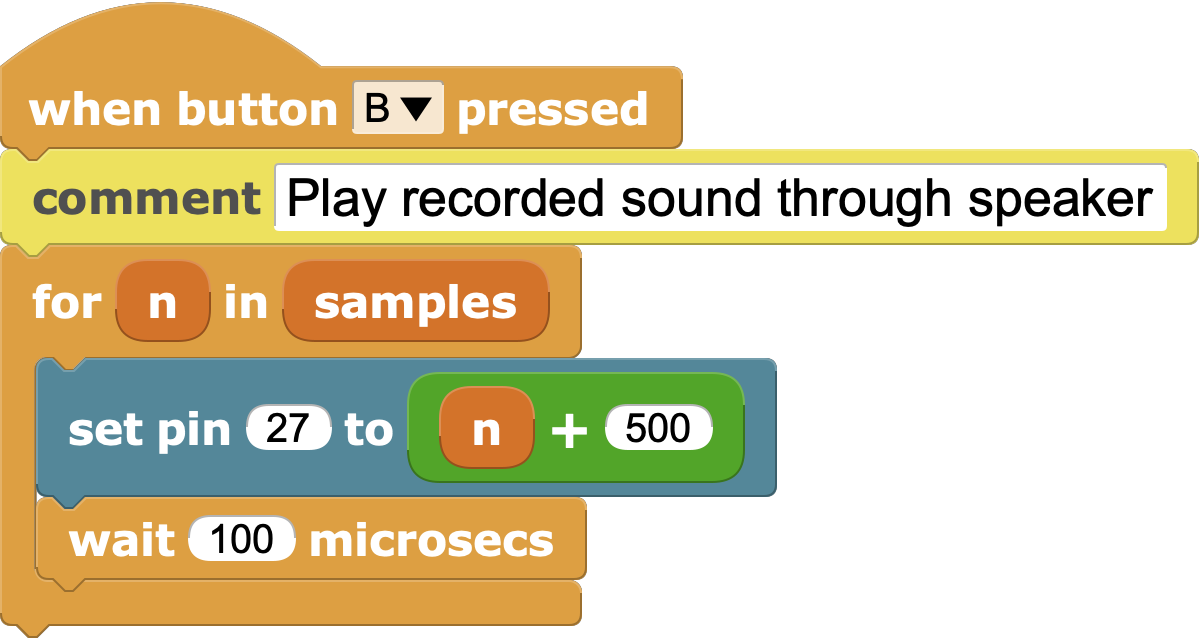 when button B ▼ pressed
comment Play recorded sound through speaker
for n in samples
set pin 27 to n + 500
wait 100 microsecs